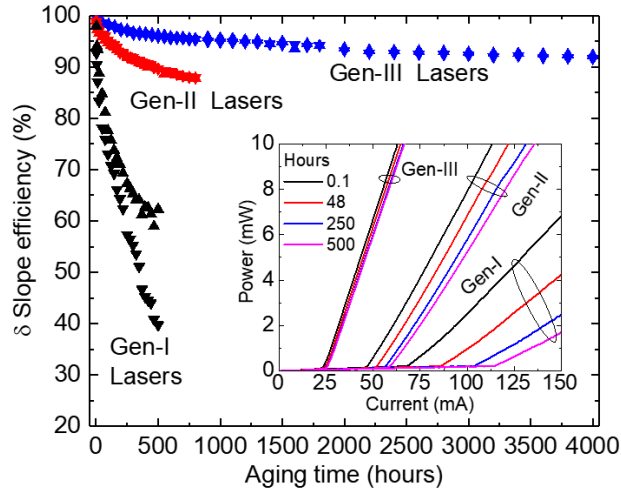 100
90
80
70
60
50
40
30
20
δ Slope efficiency (%)
Gen-III Lasers
Gen-II Lasers
Gen-I
Lasers
10
8
6
4
2
0
Power (mW)
Hours
0.1
48
250
500
Gen-III
Gen-II
Gen-I
0 25 50 75 100 125 150
Current (mA)
0 500 1000 1500 2000 2500 3000 3500 4000
Aging time (hours)